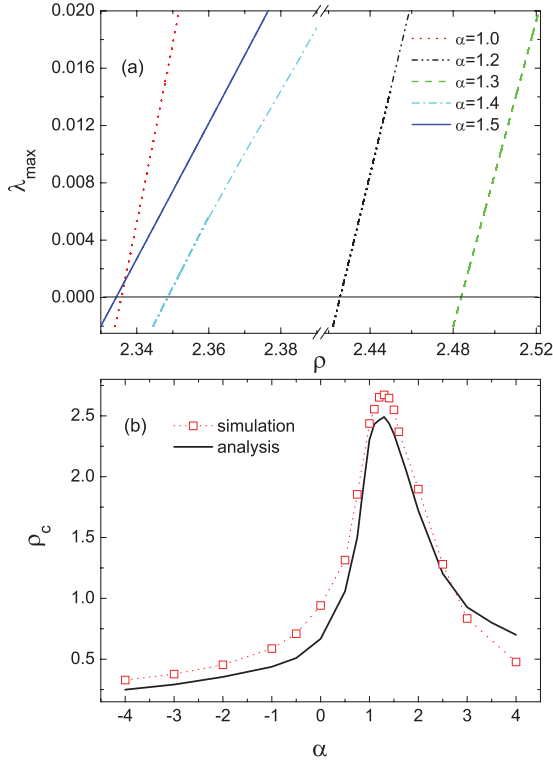 0.020
(a)
α=1.0
α=1.2
0.016
α=1.3
α=1.4
0.012
α=1.5
λmax
0.008
0.004
0.000
2.34 2.36 2.38 2.44 2.48 2.52
ρ
(b)
simulation
analysis
2.5
2.0
ρc
1.5
1.0
0.5
-4 -3 -2 -1 0 1 2 3 4
α